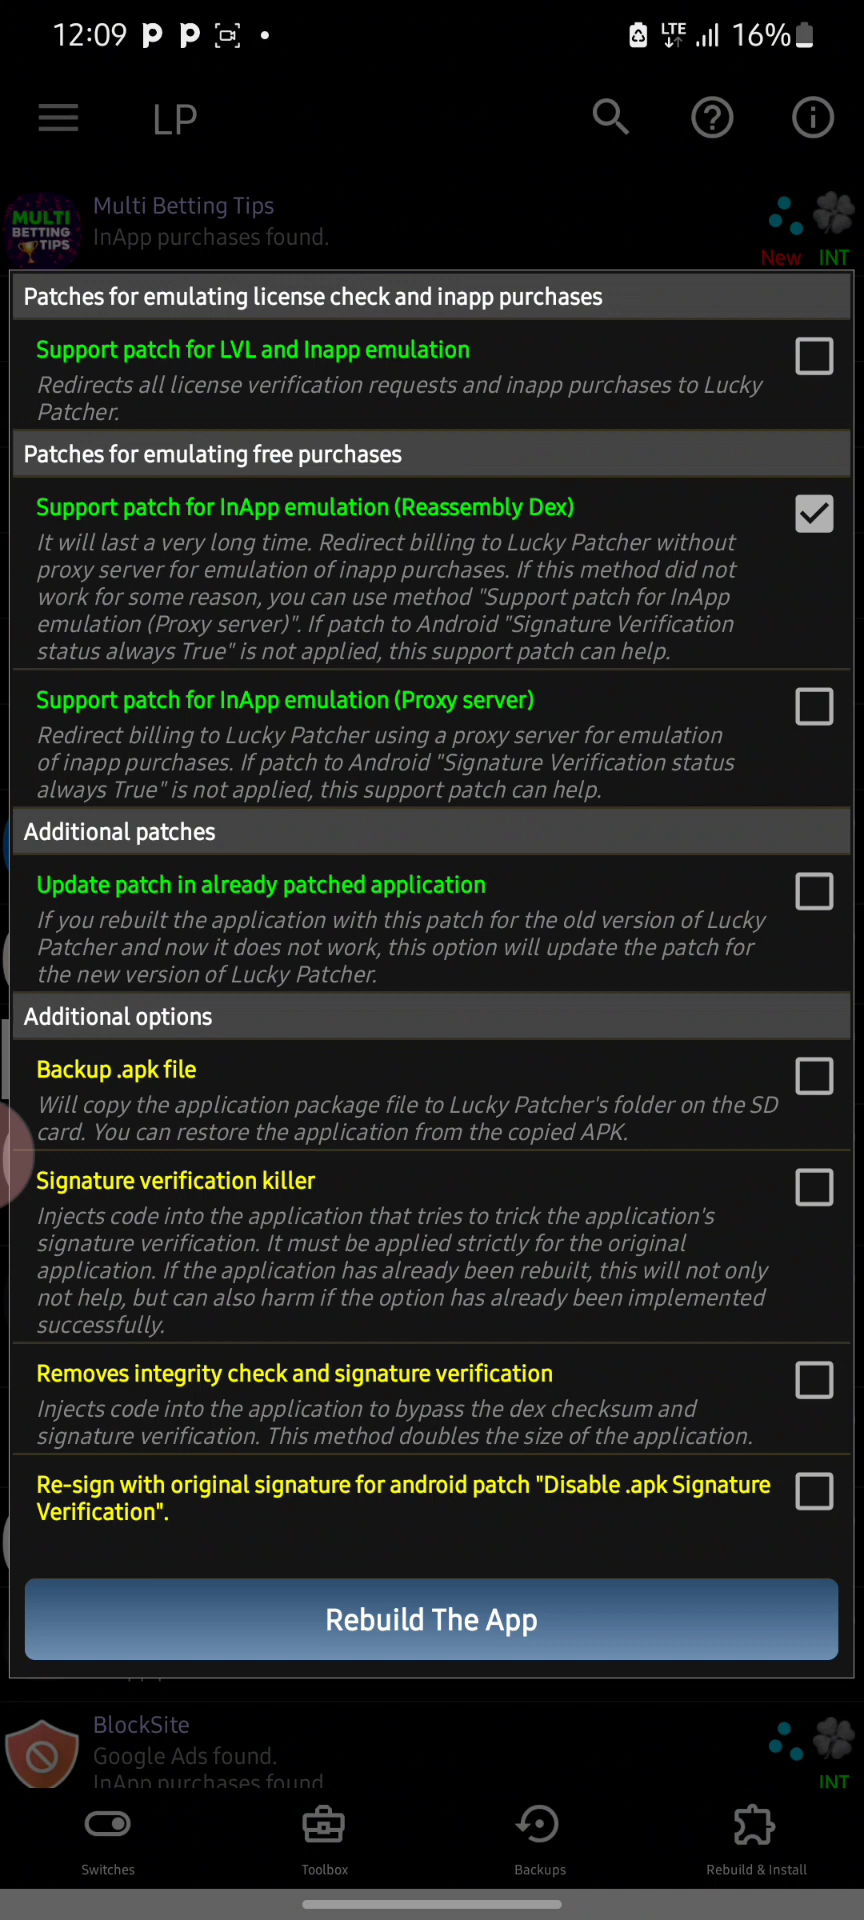 12:09
LTE
16%
LP
MULTI
BETTING
TIPS
Multi Betting Tips
InApp purchases found.
New INT
Patches for emulating license check and inapp purchases
Support patch for LVL and Inapp emulation
Redirects all license verification requests and inapp purchases to Lucky
Patcher.
Patches for emulating free purchases
Support patch for InApp emulation (Reassembly Dex)
It will last a very long time. Redirect billing to Lucky Patcher without
proxy server for emulation of inapp purchases. If this method did not
work for some reason, you can use method "Support patch for InApp
emulation (Proxy server)". If patch to Android "Signature Verification
status always True" is not applied, this support patch can help.
Support patch for InApp emulation (Proxy server)
Redirect billing to Lucky Patcher using a proxy server for emulation
of inapp purchases. If patch to Android "Signature Verification status
always True" is not applied, this support patch can help.
Additional patches
Update patch in already patched application
If you rebuilt the application with this patch for the old version of Lucky
Patcher and now it does not work, this option will update the patch for
the new version of Lucky Patcher.
Additional options
Backup .apk file
Will copy the application package file to Lucky Patcher's folder on the SD
card. You can restore the application from the copied APK.
Signature verification killer
Injects code into the application that tries to trick the application's
signature verification. It must be applied strictly for the original
application. If the application has already been rebuilt, this will not only
not help, but can also harm if the option has already been implemented
successfully.
Removes integrity check and signature verification
Injects code into the application to bypass the dex checksum and
signature verification. This method doubles the size of the application.
Re-sign with original signature for android patch "Disable .apk Signature
Verification".
Rebuild The App
BlockSite
Google Ads found.
InApp purchases found
INT
Switches
Toolbox
Backups
Rebuild & Install